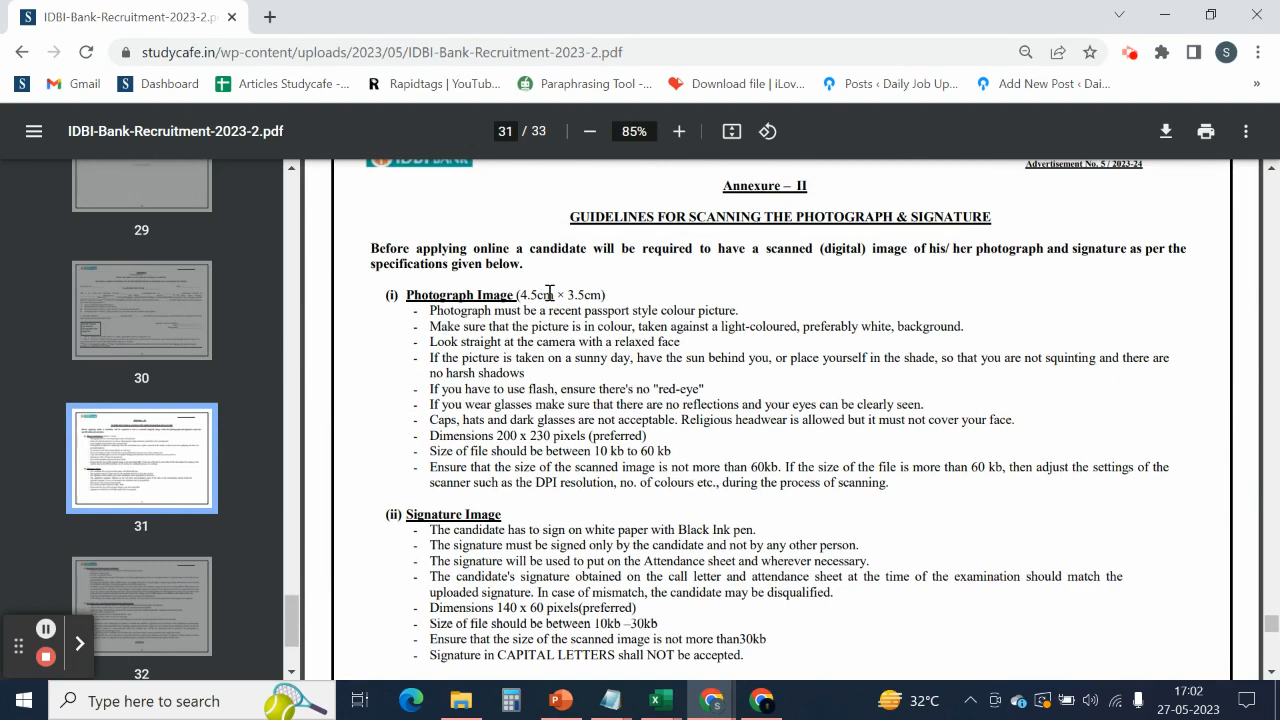 IDBI-Bank-Recruitment-2023-2.p
studycafe.in/wp-content/uploads/2023/05/IDBI-Bank-Recruitment-2023-2.pdf
S
Gmail
Dashboard
Articles Studycafe -...
Rapidtags | YouTub...
Paraphrasing Tool -...
Download file | iLov...
Posts ‹ Daily Job Up...
Add New Post ‹ Dai...
»
IDBI-Bank-Recruitment-2023-2.pdf
31 / 33
85%
29
30
31
32
IDBI BANK
Advertisement No. 5 / 2023-24
Annexure – II
GUIDELINES FOR SCANNING THE PHOTOGRAPH & SIGNATURE
Before applying online a candidate will be required to have a scanned (digital) image of his/ her photograph and signature as per the
specifications given below.
(i) Photograph Image (4.5cm × 3.5cm)
- Photograph must be a recent passport style colour picture.
- Make sure that the picture is in colour, taken against a light-coloured, preferably white, background.
- Look straight at the camera with a relaxed face
- If the picture is taken on a sunny day, have the sun behind you, or place yourself in the shade, so that you are not squinting and there are
no harsh shadows
- If you have to use flash, ensure there's no "red-eye"
- If you wear glasses make sure that there are no reflections and your eyes can be clearly seen.
- Caps, hats and dark glasses are not acceptable. Religious headwear is allowed but it must not cover your face.
- Dimensions 200 x 230 pixels (preferred)
- Size of file should be between 10 kb to 60 kb
- Ensure that the size of the scanned image is not more than 60kb. If the size of the file is more than 60 kb, then adjust the settings of the
scanner such as the DPI resolution, no. of colours etc., during the process of scanning.
(ii) Signature Image
- The candidate has to sign on white paper with Black Ink pen.
- The signature must be signed only by the candidate and not by any other person.
- The signature will be used to put on the Attendance sheet and wherever necessary.
- The candidate's signature obtained on the call letter and attendance sheet at the time of the examination should match the
uploaded signature. In case of mismatch, the candidate may be disqualified.
- Dimensions 140 x 60 pixels(preferred)
- Size of file should be between 10kb –30kb
- Ensure that the size of the scanned image is not more than30kb
- Signature in CAPITAL LETTERS shall NOT be accepted.
Type here to search
32°C
17:02
27-05-2023